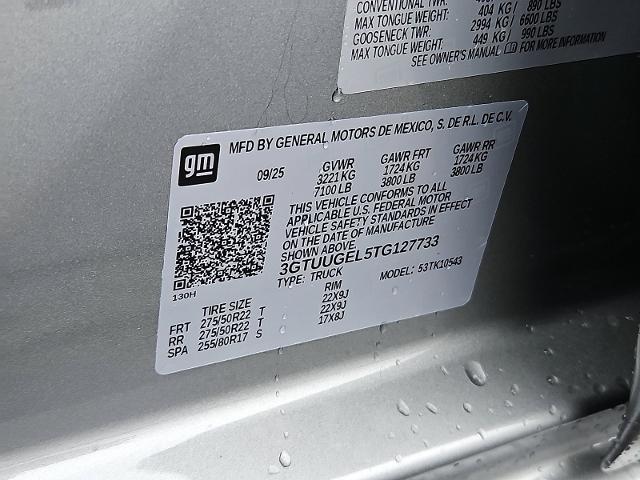 CONVENTIONAL TWR:
MAX TONGUE WEIGHT: 404 KG / 890 LBS
GOOSENECK TWR: 2994 KG / 6600 LBS
MAX TONGUE WEIGHT: 449 KG / 990 LBS
SEE OWNER'S MANUAL FOR MORE INFORMATION
gm
MFD BY GENERAL MOTORS DE MEXICO, S. DE R.L. DE C.V.
09/25 GVWR GAWR FRT GAWR RR
3221 KG 1724 KG 1724 KG
7100 LB 3800 LB 3800 LB
THIS VEHICLE CONFORMS TO ALL
APPLICABLE U.S. FEDERAL MOTOR
VEHICLE SAFETY STANDARDS IN EFFECT
ON THE DATE OF MANUFACTURE
SHOWN ABOVE.
3GTUUGEL5TG127733
TYPE: TRUCK MODEL: 53TK10543
130H
TIRE SIZE RIM
FRT 275/50R22 T 22X9J
RR 275/50R22 T 22X9J
SPA 255/80R17 S 17X8J